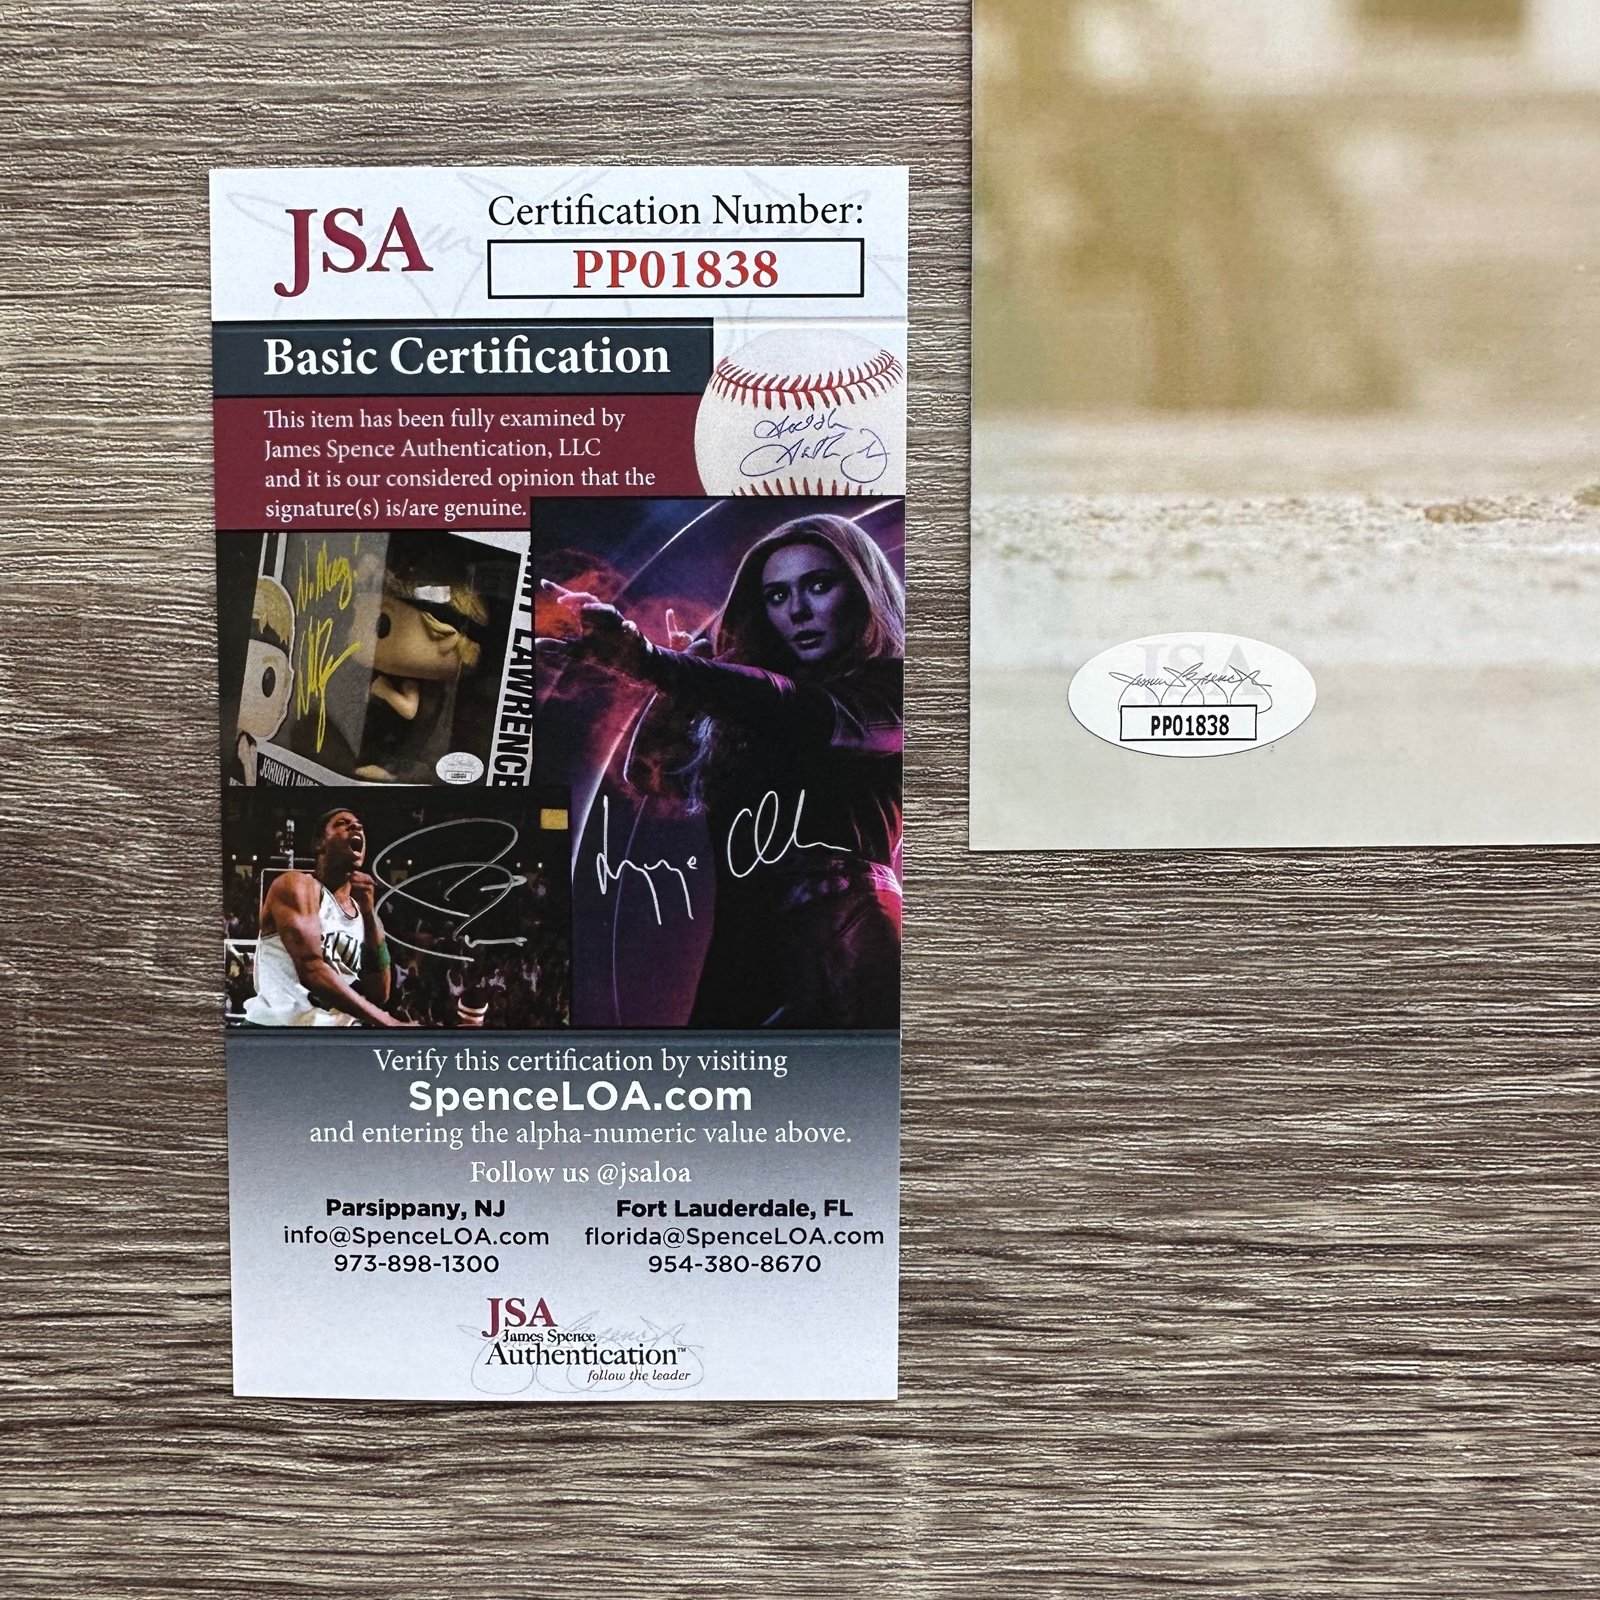 JSA
Certification Number:
PP01838
Basic Certification
This item has been fully examined by
James Spence Authentication, LLC
and it is our considered opinion that the
signature(s) is/are genuine.
JSA
PP01838
LAWRENCE
CELTI
Verify this certification by visiting
SpenceLOA.com
and entering the alpha-numeric value above.
Follow us @jsaloa
Parsippany, NJ
info@SpenceLOA.com
973-898-1300
Fort Lauderdale, FL
florida@SpenceLOA.com
954-380-8670
JSA
James Spence
Authentication™
follow the leader